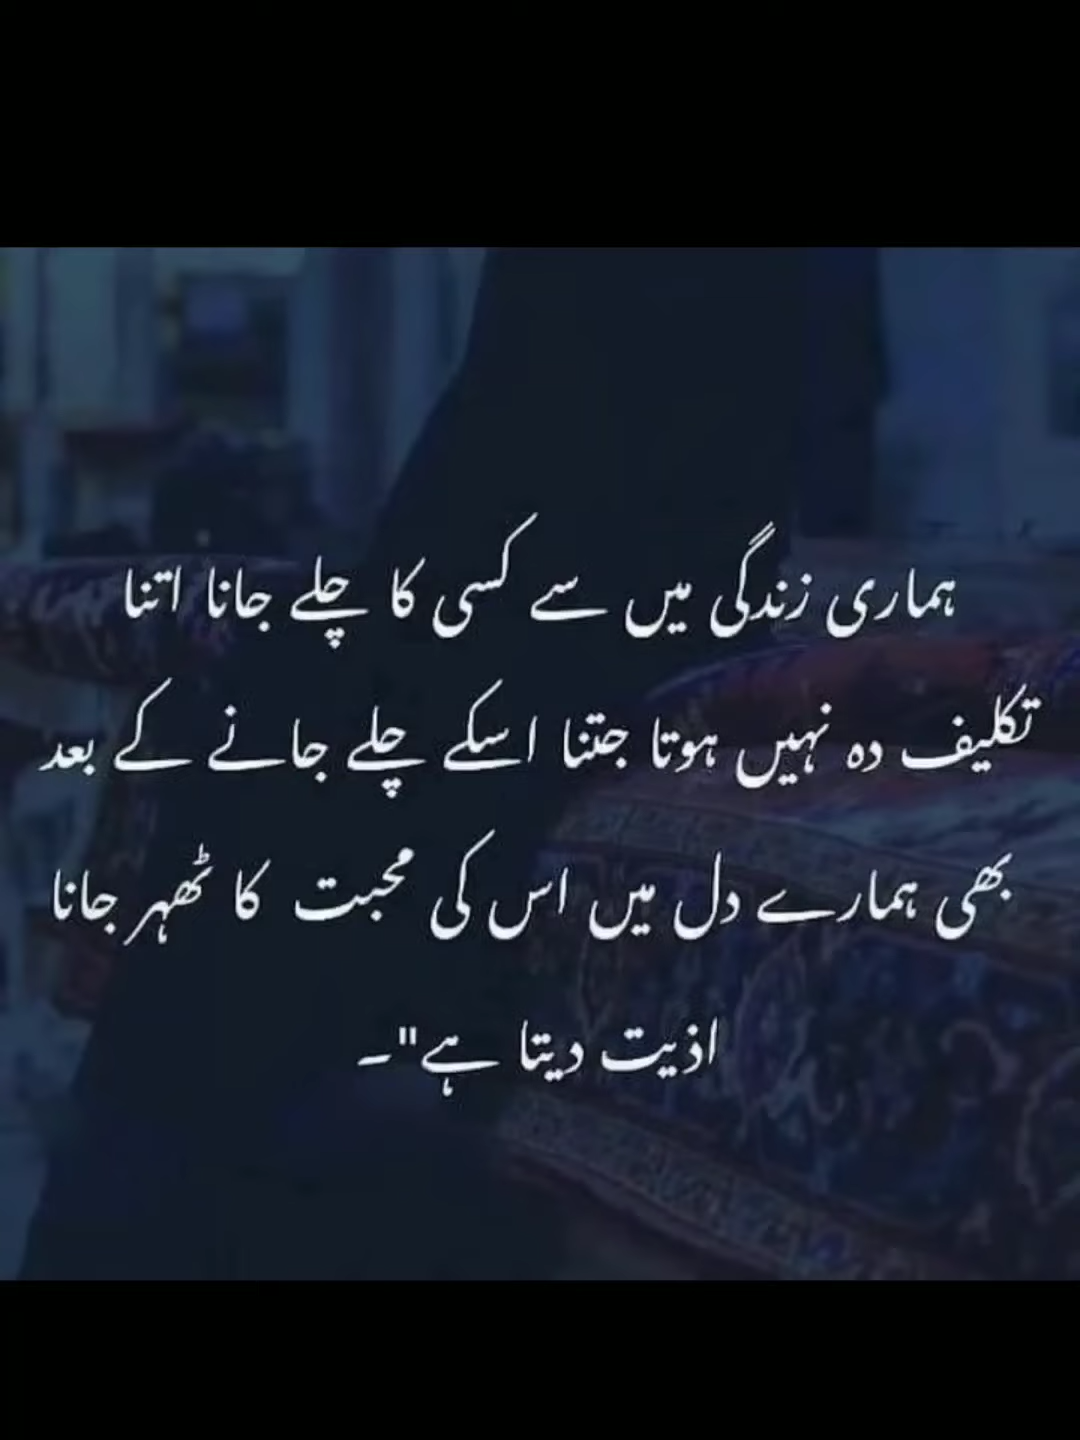 ہماری زندگی میں سے کسی کا چلے جانا اتنا
تکلیف دہ نہیں ہوتا جتنا اسکے چلے جانے کے بعد
بھی ہمارے دل میں اس کی محبت کا ٹھہر جانا
اذیت دیتا ہے"۔